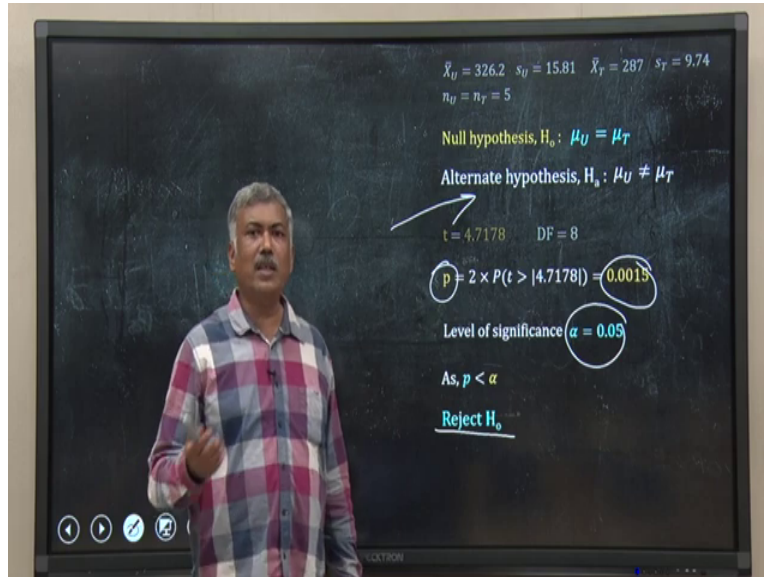 X̄_U = 326.2 s_U = 15.81 X̄_T = 287 s_T = 9.74
n_U = n_T = 5
Null hypothesis, H_o : μ_U = μ_T
Alternate hypothesis, H_a : μ_U ≠ μ_T
t = 4.7178 DF = 8
p = 2 × P(t > |4.7178|) = 0.0015
Level of significance α = 0.05
As, p < α
Reject H_o